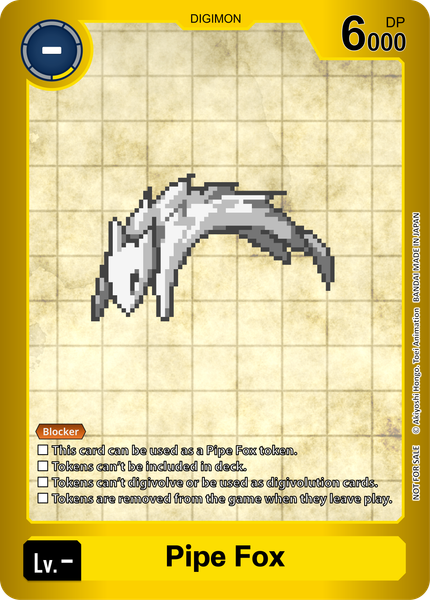 DIGIMON
-
DP
6000
Blocker
□ This card can be used as a Pipe Fox token.
□ Tokens can't be included in deck.
□ Tokens can't digivolve or be used as digivolution cards.
□ Tokens are removed from the game when they leave play.
NOT FOR SALE © Akiyoshi Hongo, Toei Animation BANDAI MADE IN JAPAN
Lv.-
Pipe Fox